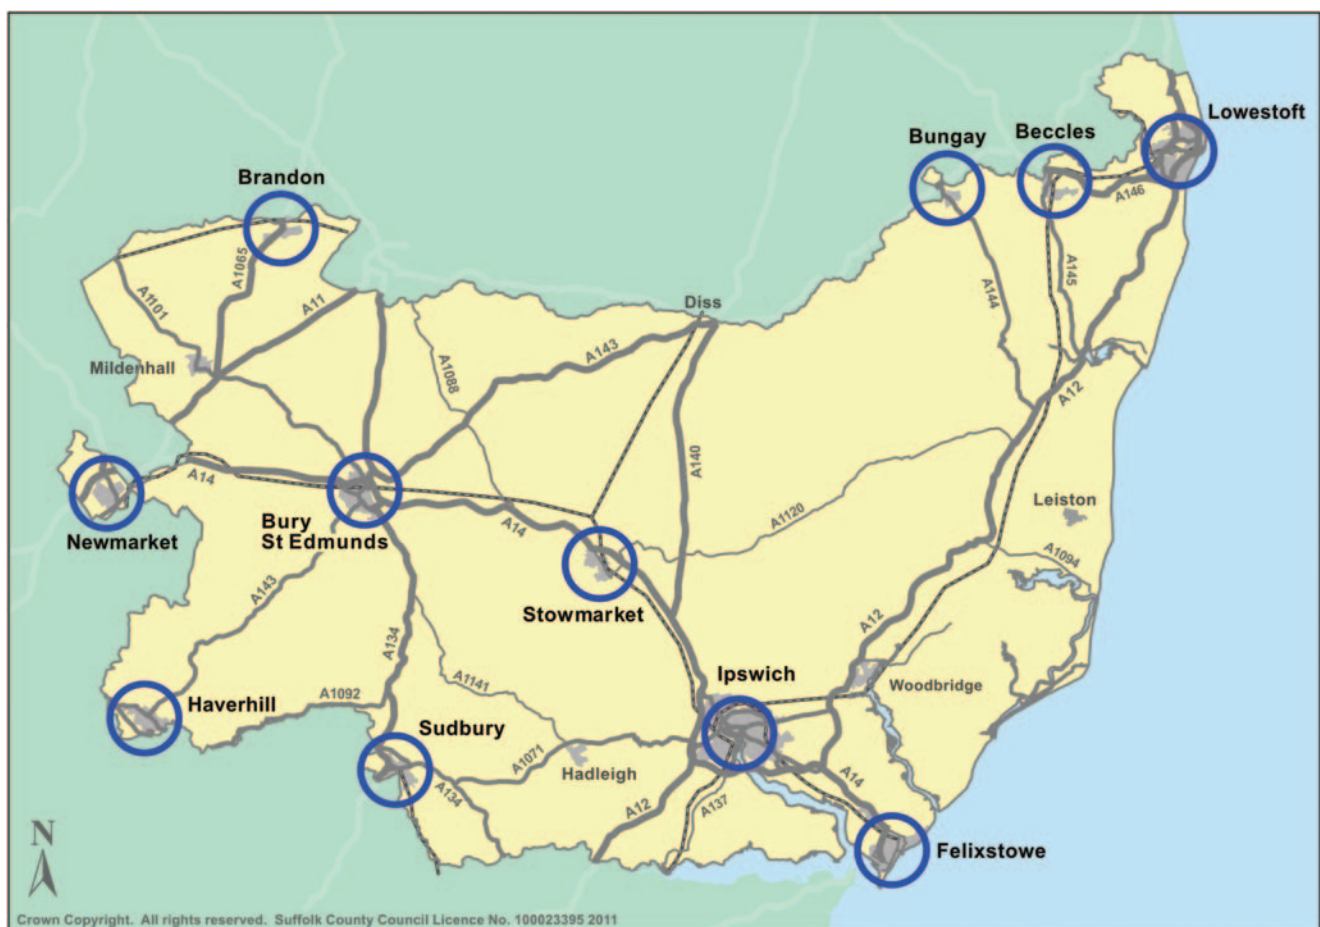 Lowestoft
Beccles
Bungay
Brandon
A146
A1065
A145
A1101
A11
A144
Diss
A143
A1088
Mildenhall
A12
A140
A14
Leiston
A1120
Bury
St Edmunds
A14
Newmarket
A1094
A143
Stowmarket
A12
A134
Ipswich
A1141
Woodbridge
A1092
Haverhill
Sudbury
A1071
Hadleigh
A14
A134
A12
A137
Felixstowe
N
Crown Copyright. All rights reserved. Suffolk County Council Licence No. 100023395 2011